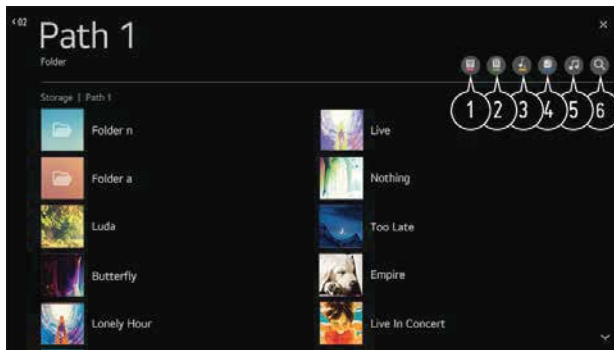 < 02
Path 1
Folder
1 2 3 4 5 6
Storage | Path 1
Folder n
Folder a
Luda
Butterfly
Lonely Hour
Live
Nothing
Too Late
Empire
Live In Concert